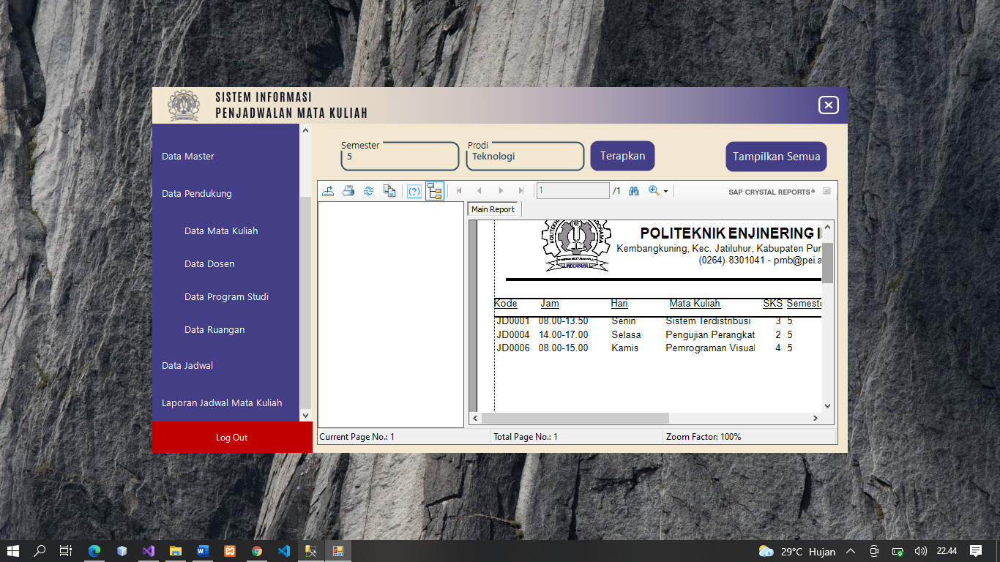 SISTEM INFORMASI
PENJADWALAN MATA KULIAH
Data Master
Data Pendukung
Data Mata Kuliah
Data Dosen
Data Program Studi
Data Ruangan
Data Jadwal
Laporan Jadwal Mata Kuliah
Log Out
Semester
5
Prodi
Teknologi
Terapkan
Tampilkan Semua
1 /1
SAP CRYSTAL REPORTS®
Main Report
POLITEKNIK ENJINERING I
Kembangkuning, Kec. Jatiluhur, Kabupaten Pur
(0264) 8301041 - pmb@pei.a
Kode Jam Hari Mata Kuliah SKS Semeste
JD0001 08.00-13.50 Senin Sistem Terdistribusi 3 5
JD0004 14.00-17.00 Selasa Pengujian Perangkat 2 5
JD0006 08.00-15.00 Kamis Pemrograman Visual 4 5
Current Page No.: 1 Total Page No.: 1 Zoom Factor: 100%
29°C Hujan 22.44